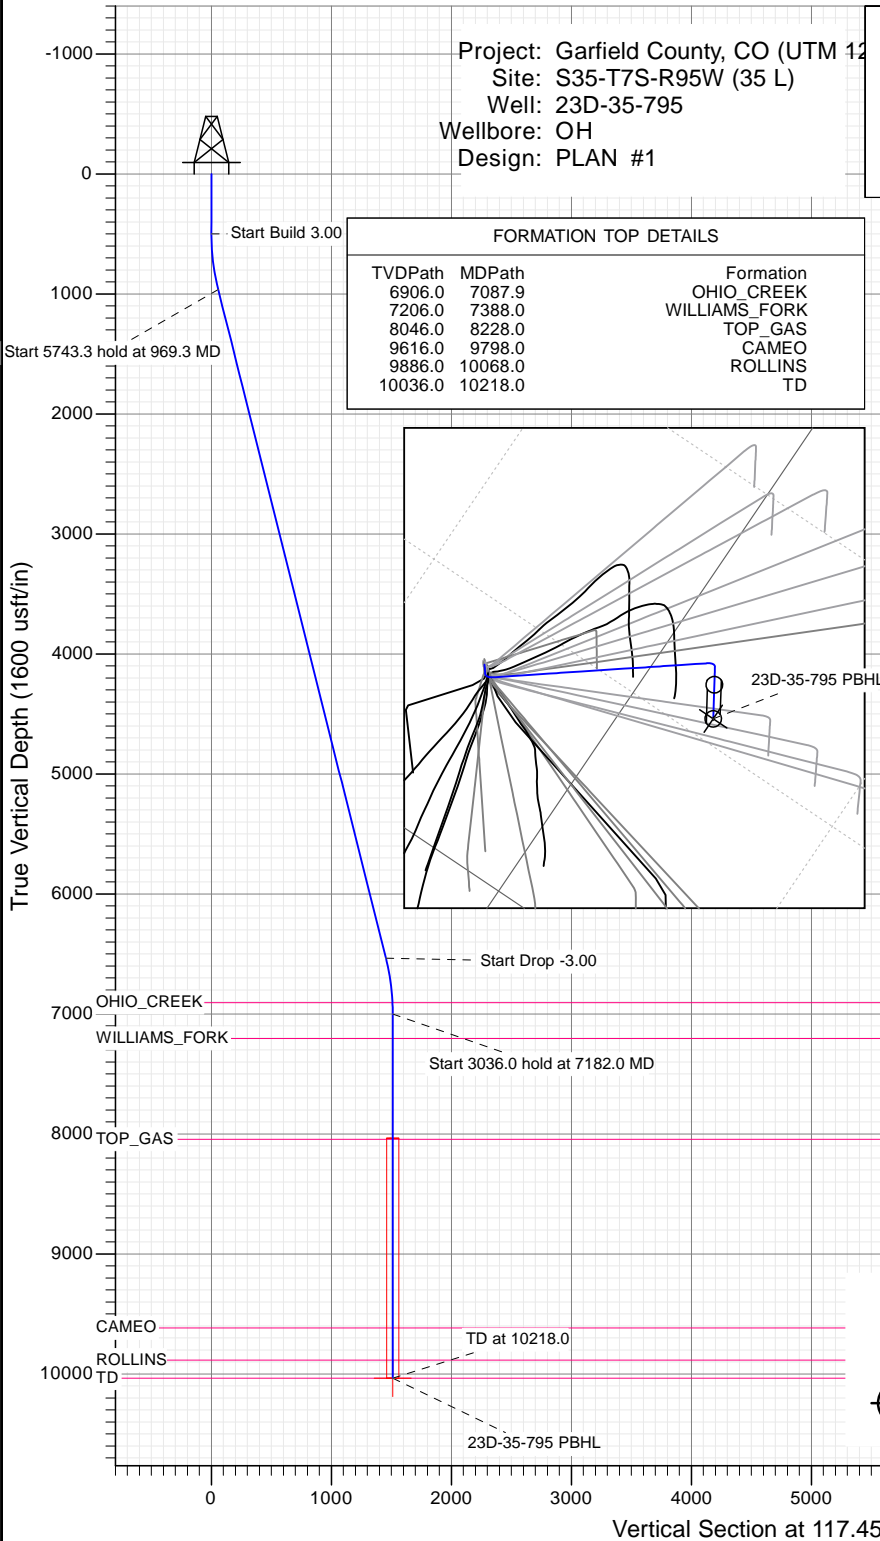 Project: Garfield County, CO (UTM 12
Site: S35-T7S-R95W (35 L)
Well: 23D-35-795
Wellbore: OH
Design: PLAN #1
-1000
0
Start Build 3.00
FORMATION TOP DETAILS
TVDPath MDPath Formation
6906.0 7087.9 OHIO_CREEK
7206.0 7388.0 WILLIAMS_FORK
8046.0 8228.0 TOP_GAS
9616.0 9798.0 CAMEO
9886.0 10068.0 ROLLINS
10036.0 10218.0 TD
1000
Start 5743.3 hold at 969.3 MD
2000
3000
4000
23D-35-795 PBHL
5000
6000
True Vertical Depth (1600 usft/in)
Start Drop -3.00
OHIO_CREEK
7000
WILLIAMS_FORK
Start 3036.0 hold at 7182.0 MD
8000
TOP_GAS
9000
CAMEO
TD at 10218.0
ROLLINS
10000
TD
23D-35-795 PBHL
0 1000 2000 3000 4000 5000
Vertical Section at 117.45